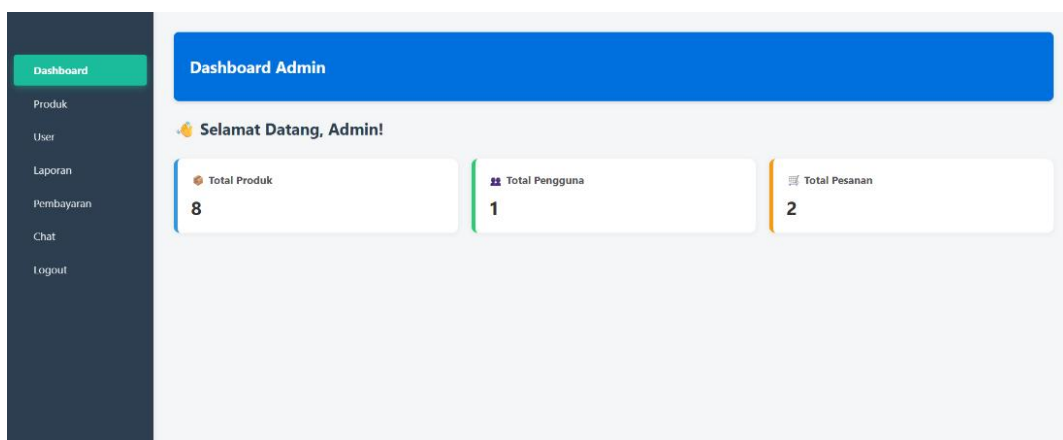 Dashboard
Produk
User
Laporan
Pembayaran
Chat
Logout
Dashboard Admin
👋 Selamat Datang, Admin!
📦 Total Produk
8
👥 Total Pengguna
1
🛒 Total Pesanan
2